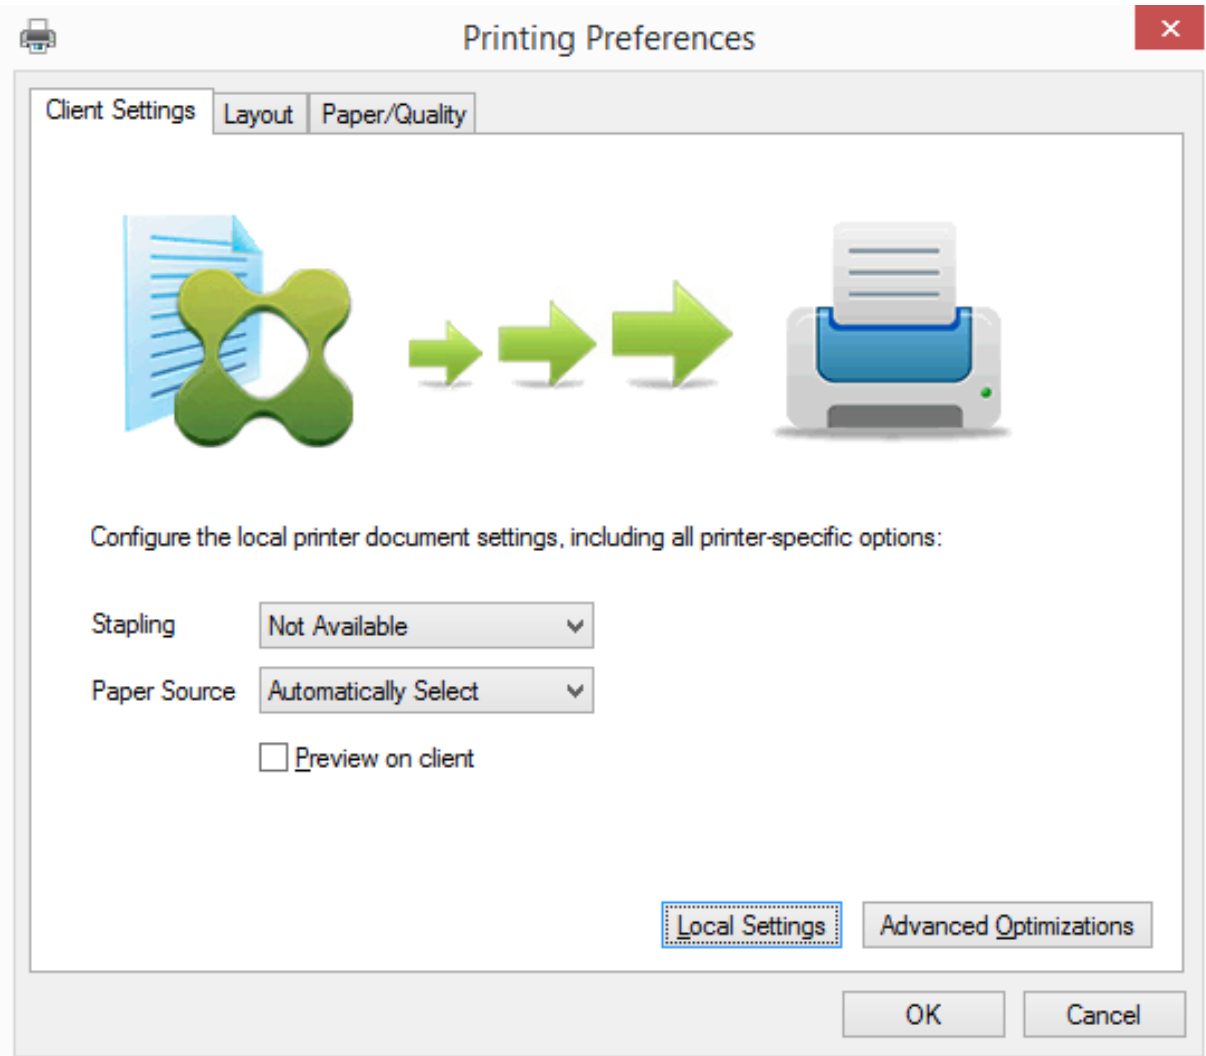 Printing Preferences
Client Settings Layout Paper/Quality
Configure the local printer document settings, including all printer-specific options:
Stapling Not Available
Paper Source Automatically Select
Preview on client
Local Settings Advanced Optimizations
OK Cancel